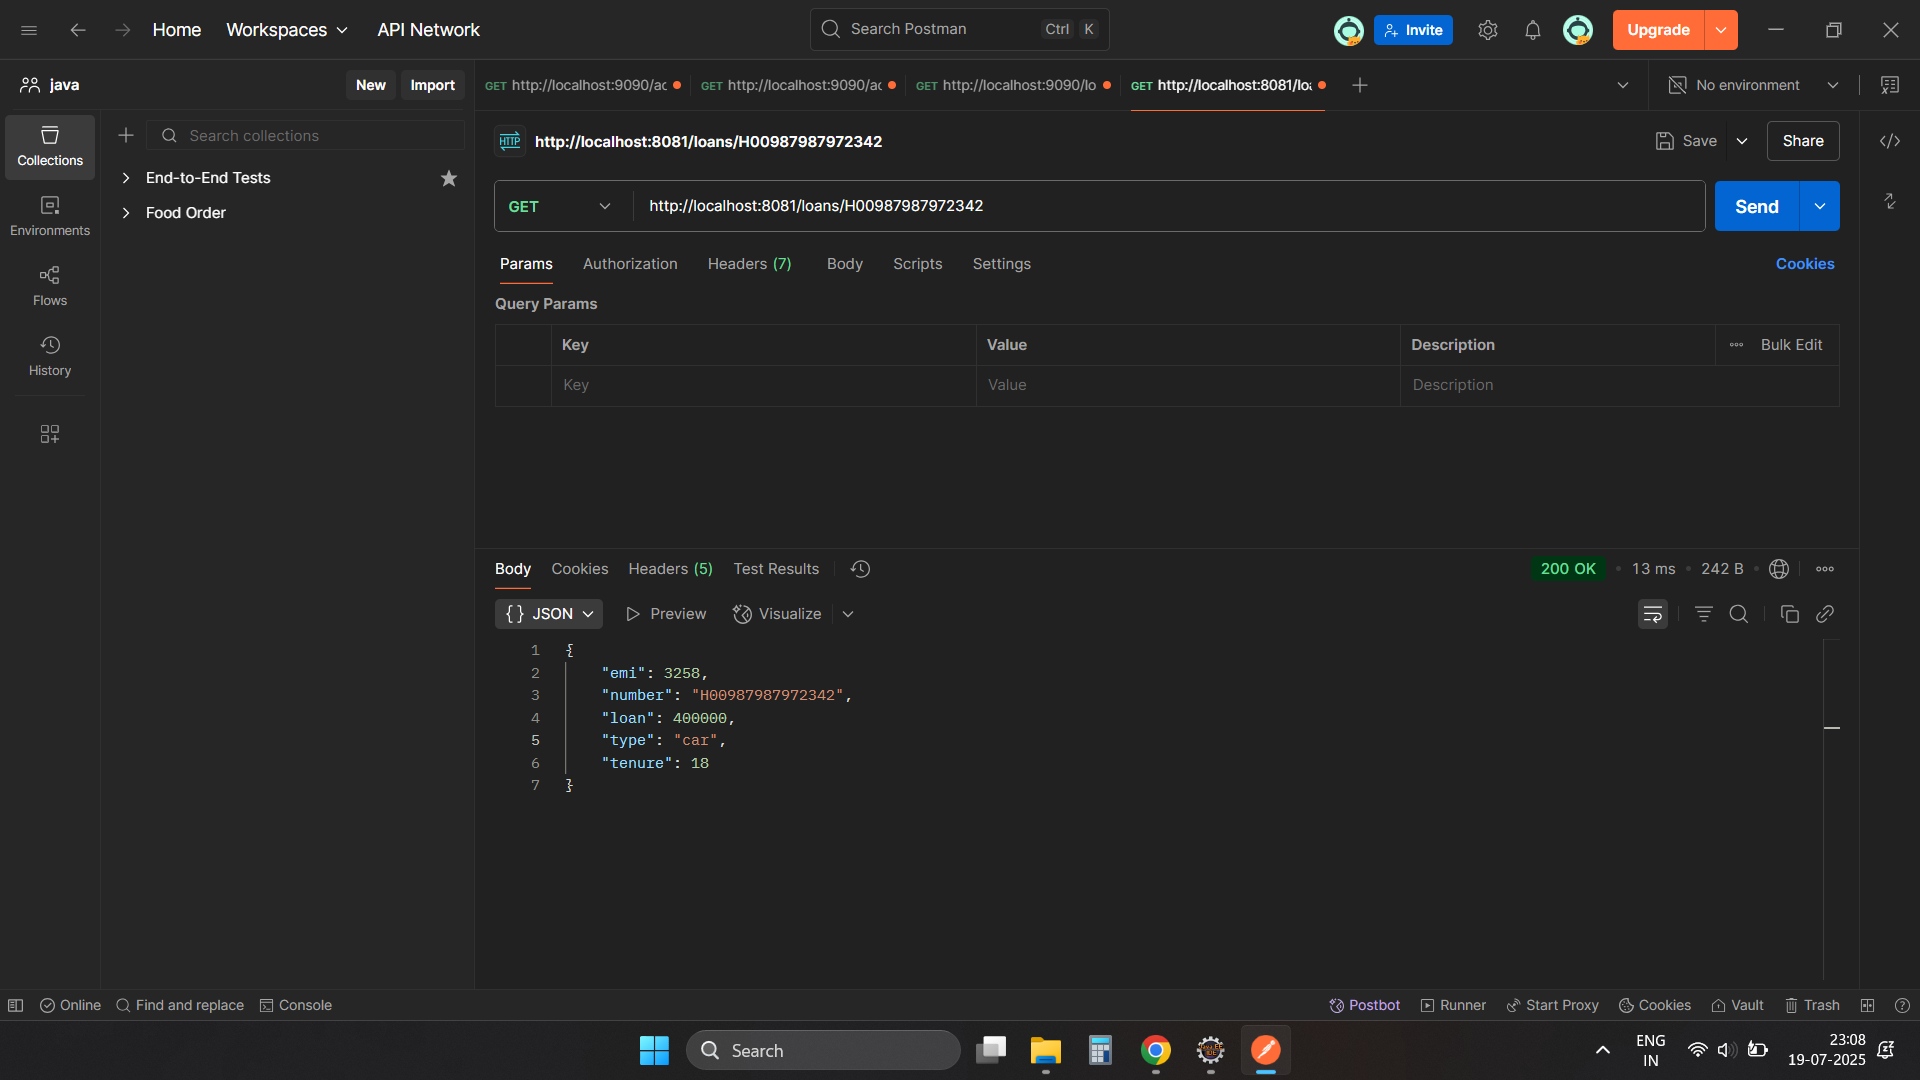 Home Workspaces API Network Search Postman Ctrl K Invite Upgrade
java New Import GET http://localhost:9090/ac GET http://localhost:9090/ac GET http://localhost:9090/lo GET http://localhost:8081/loa No environment
Collections
Search collections
HTTP http://localhost:8081/loans/H00987987972342 Save Share
End-to-End Tests
Food Order
GET http://localhost:8081/loans/H00987987972342 Send
Environments
Flows
History
Params Authorization Headers (7) Body Scripts Settings Cookies
Query Params
Key Value Description Bulk Edit
Key Value Description
Body Cookies Headers (5) Test Results 200 OK • 13 ms • 242 B •
{} JSON Preview Visualize
1 {
2 "emi": 3258,
3 "number": "H00987987972342",
4 "loan": 400000,
5 "type": "car",
6 "tenure": 18
7 }
Online Find and replace Console Postbot Runner Start Proxy Cookies Vault Trash
Search
ENG
IN
23:08
19-07-2025